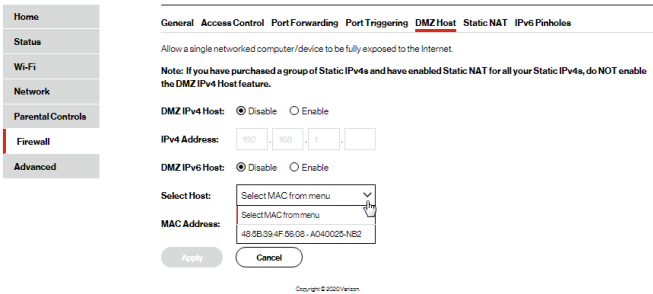 Home
Status
Wi-Fi
Network
Parental Controls
Firewall
Advanced
General Access Control Port Forwarding Port Triggering DMZ Host Static NAT IPv6 Pinholes
Allow a single networked computer/device to be fully exposed to the Internet.
Note: If you have purchased a group of Static IPv4s and have enabled Static NAT for all your Static IPv4s, do NOT enable
the DMZ IPv4 Host feature.
DMZ IPv4 Host: Disable Enable
IPv4 Address: 192 . 168 . 1 .
DMZ IPv6 Host: Disable Enable
Select Host: Select MAC from menu
Select MAC from menu
MAC Address:
48:5B:39:4F:56:08 - A040025-NB2
Apply Cancel
Copyright © 2020 Verizon